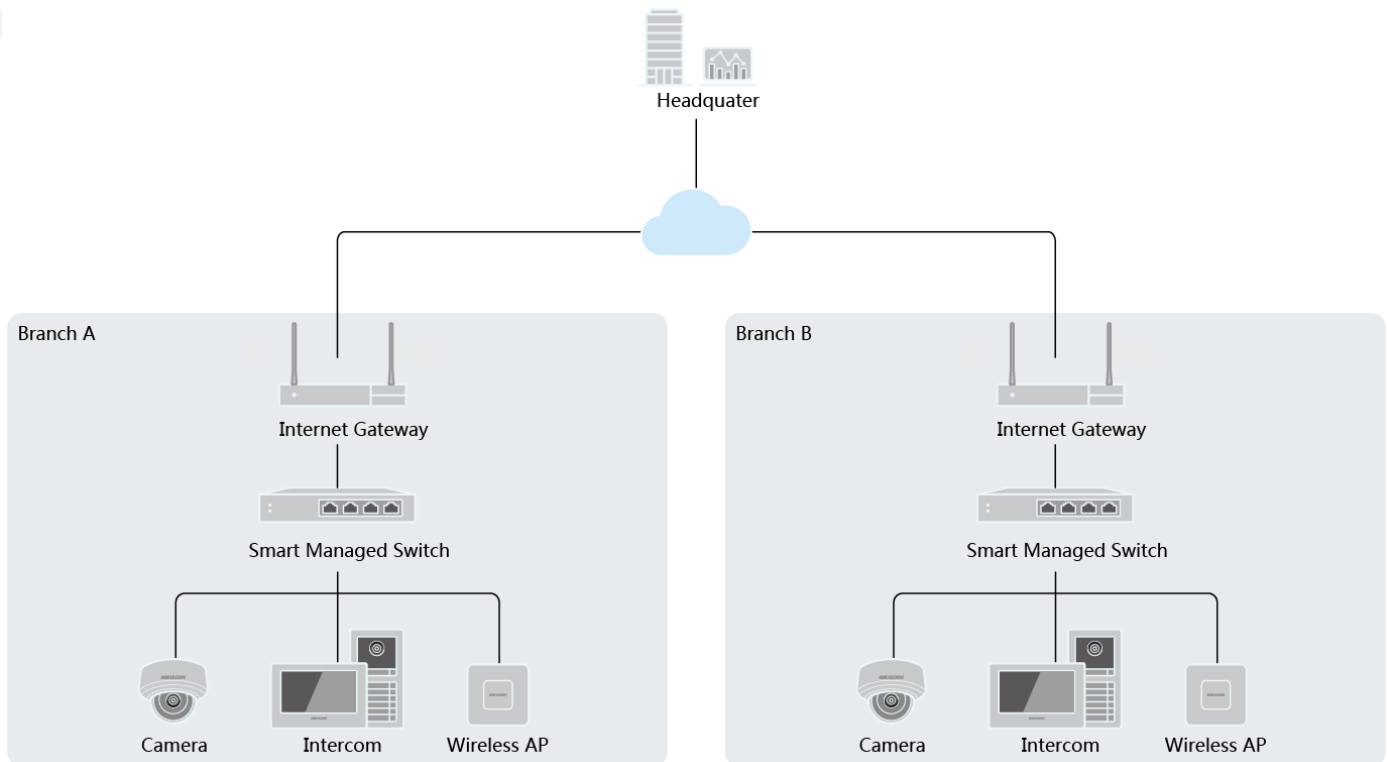 Headquater
Branch A
Branch B
Internet Gateway
Internet Gateway
Smart Managed Switch
Smart Managed Switch
Camera
Intercom
Wireless AP
Camera
Intercom
Wireless AP